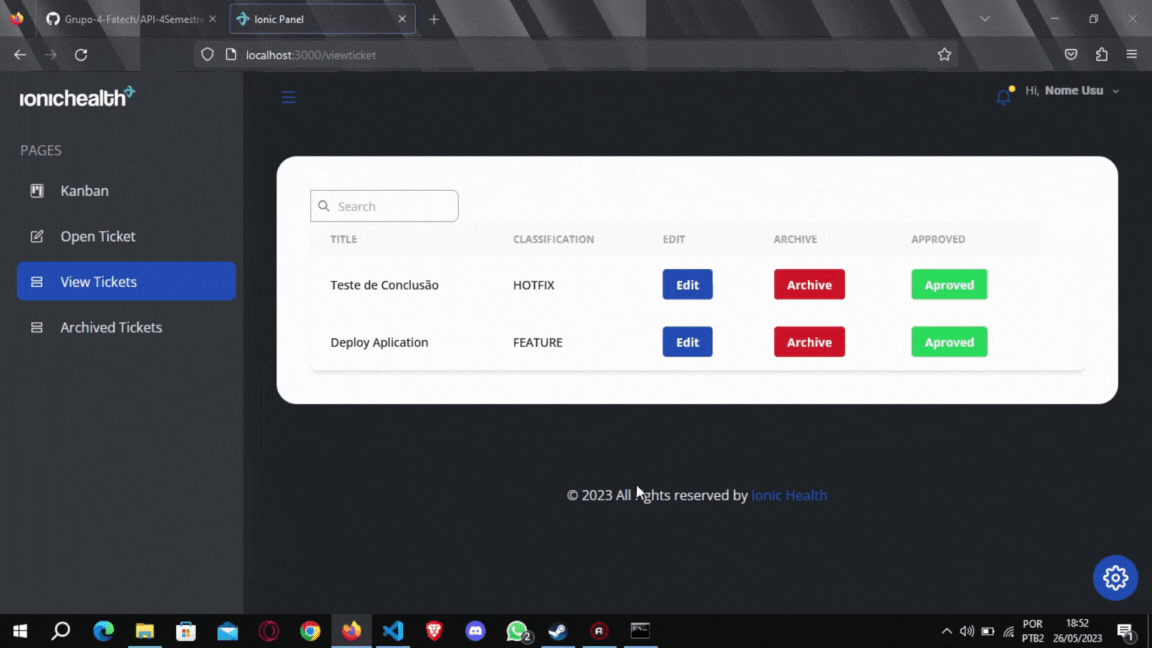 Grupo-4-Fatech/API-4Semestre
Ionic Panel
localhost:3000/viewticket
ionichealth
Hi, Nome Usu
PAGES
Kanban
Open Ticket
View Tickets
Archived Tickets
Search
TITLE CLASSIFICATION EDIT ARCHIVE APPROVED
Teste de Conclusão HOTFIX Edit Archive Aproved
Deploy Aplication FEATURE Edit Archive Aproved
© 2023 All rights reserved by Ionic Health
2
POR
PTB2
18:52
26/05/2023
1